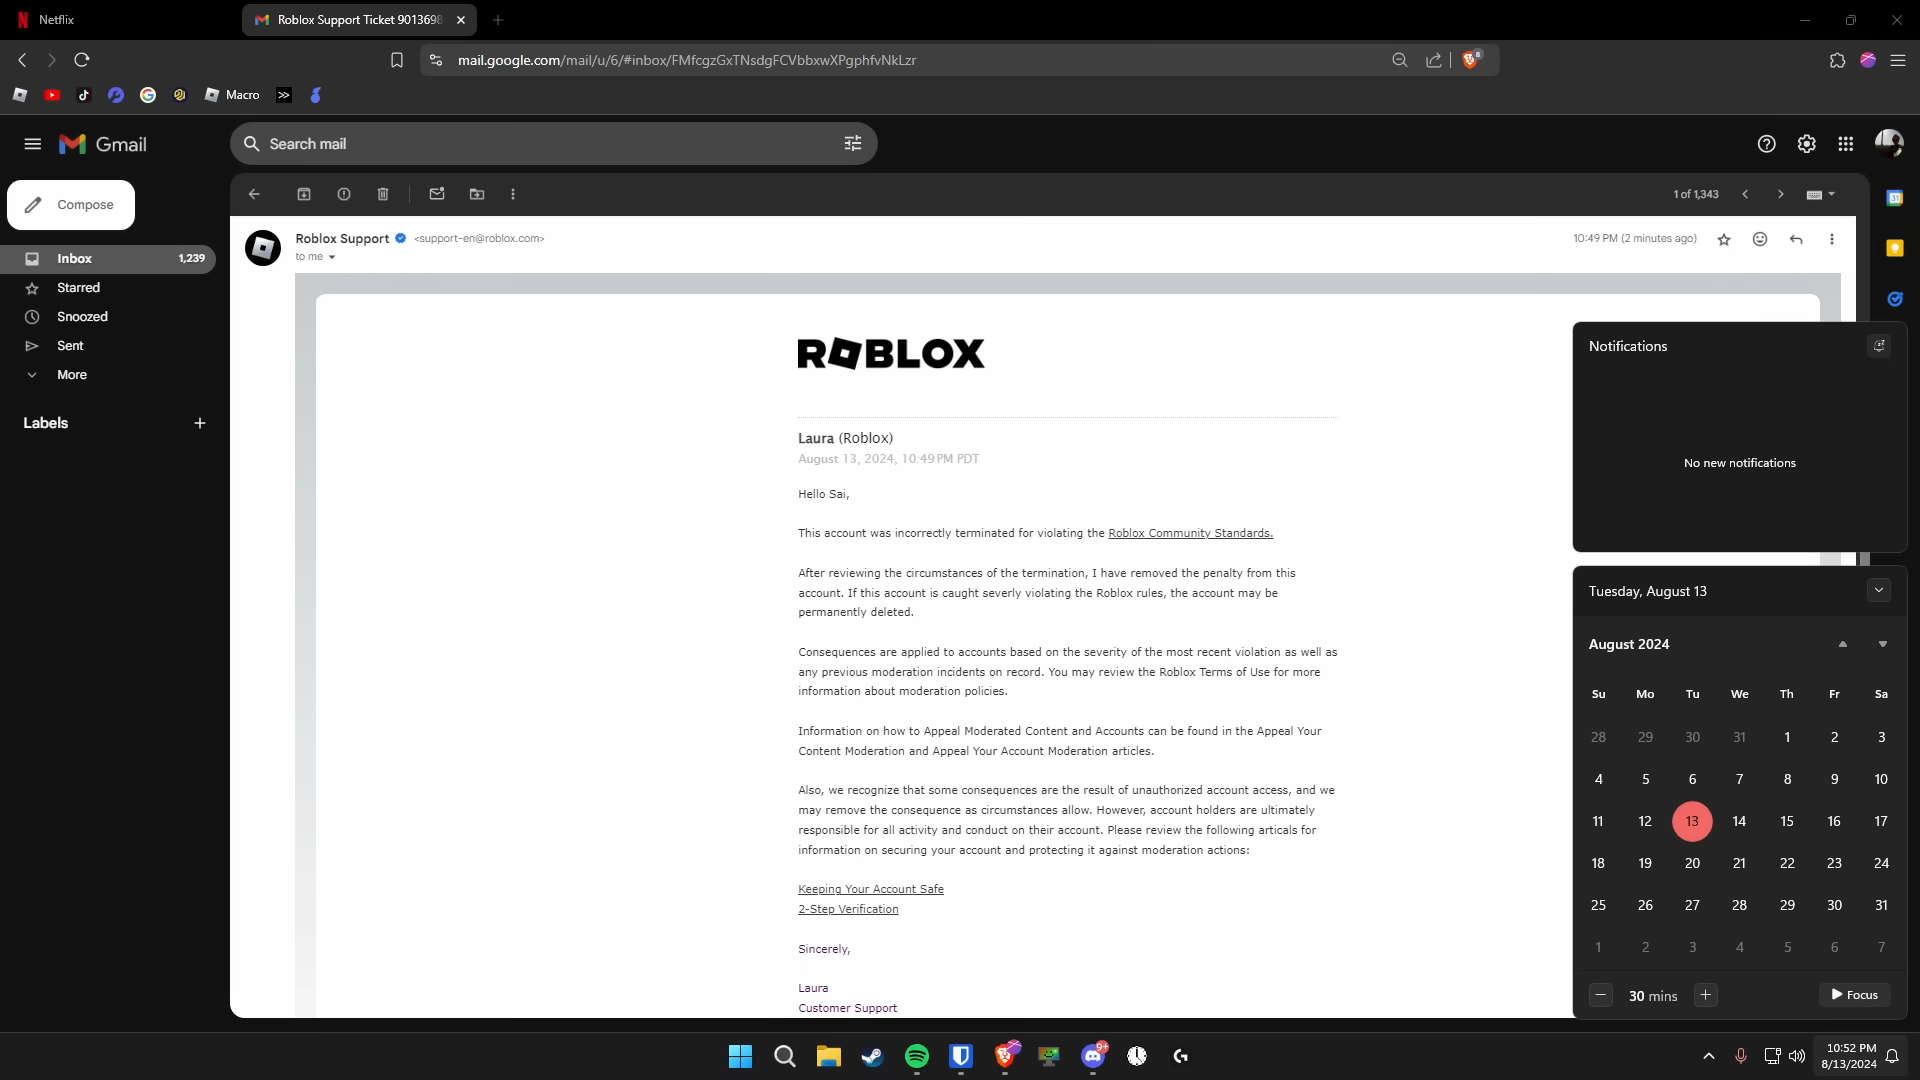 Netflix
Roblox Support Ticket 9013698
mail.google.com/mail/u/6/#inbox/FMfcgzGxTNsdgFCVbbxwXPgphfvNkLzr
8
Macro
Gmail
Search mail
Compose
1 of 1,343
31
Inbox 1,239
Starred
Snoozed
Sent
More
Labels
Roblox Support <support-en@roblox.com>
10:49 PM (2 minutes ago)
to me
ROBLOX
Laura (Roblox)
August 13, 2024, 10:49 PM PDT
Hello Sai,
This account was incorrectly terminated for violating the Roblox Community Standards.
After reviewing the circumstances of the termination, I have removed the penalty from this
account. If this account is caught severly violating the Roblox rules, the account may be
permanently deleted.
Consequences are applied to accounts based on the severity of the most recent violation as well as
any previous moderation incidents on record. You may review the Roblox Terms of Use for more
information about moderation policies.
Information on how to Appeal Moderated Content and Accounts can be found in the Appeal Your
Content Moderation and Appeal Your Account Moderation articles.
Also, we recognize that some consequences are the result of unauthorized account access, and we
may remove the consequence as circumstances allow. However, account holders are ultimately
responsible for all activity and conduct on their account. Please review the following articals for
information on securing your account and protecting it against moderation actions:
Keeping Your Account Safe
2-Step Verification
Sincerely,
Laura
Customer Support
Notifications
No new notifications
Tuesday, August 13
August 2024
Su Mo Tu We Th Fr Sa
28 29 30 31 1 2 3
4 5 6 7 8 9 10
11 12 13 14 15 16 17
18 19 20 21 22 23 24
25 26 27 28 29 30 31
1 2 3 4 5 6 7
30 mins
Focus
9+
10:52 PM
8/13/2024